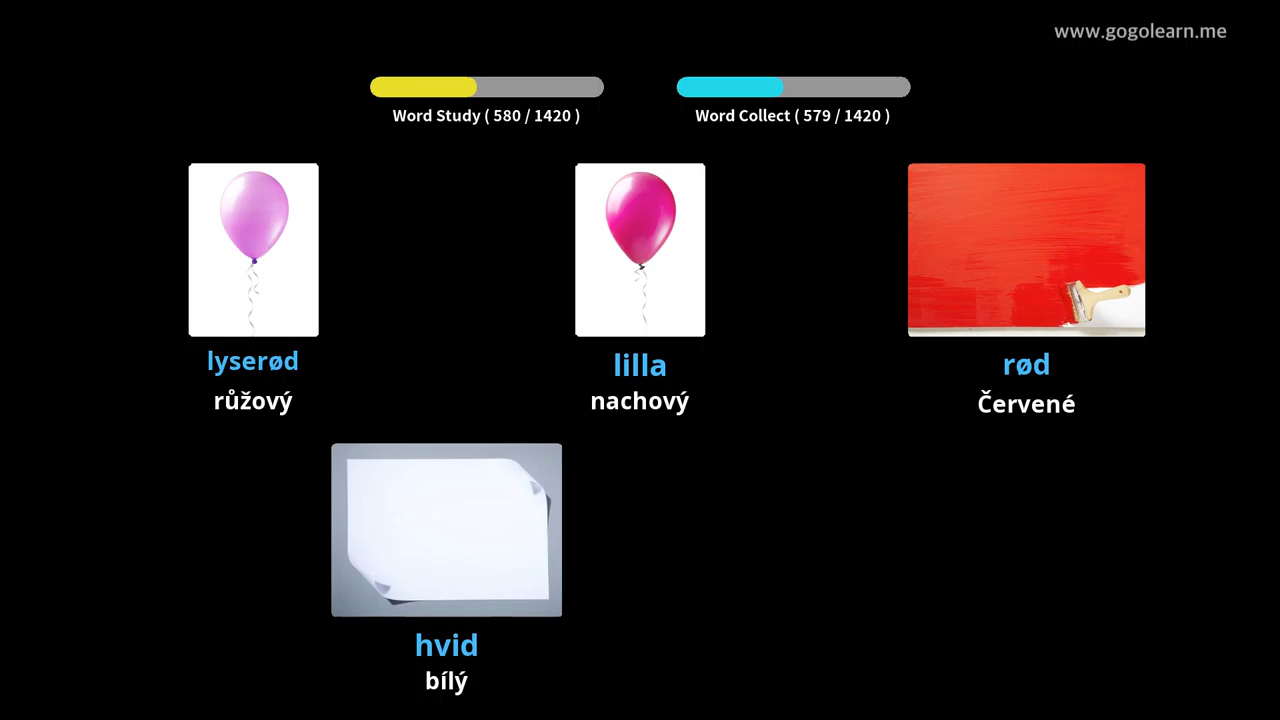 www.gogolearn.me
Word Study ( 580 / 1420 )
Word Collect ( 579 / 1420 )
lyserød
růžový
lilla
nachový
rød
Červené
hvid
bílý